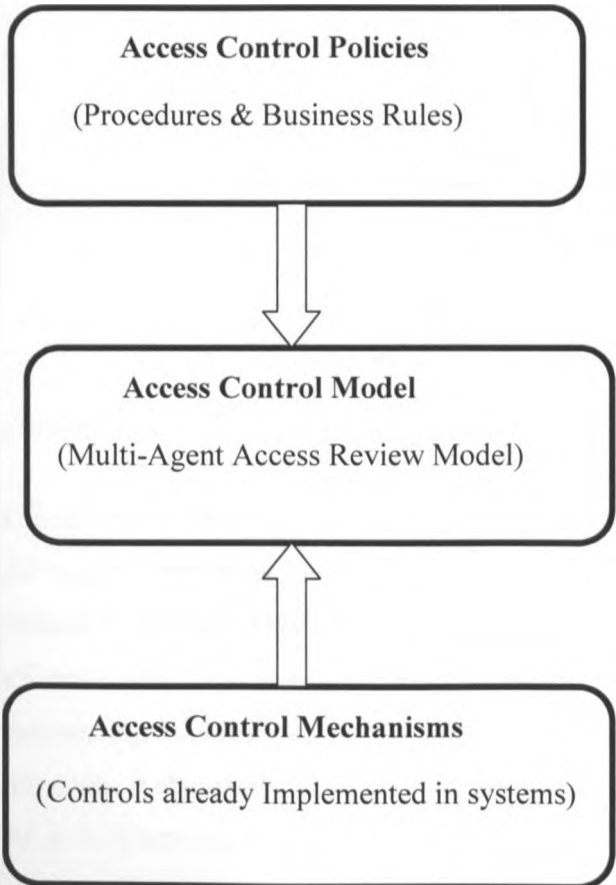 Access Control Policies
(Procedures & Business Rules)
Access Control Model
(Multi-Agent Access Review Model)
Access Control Mechanisms
(Controls already Implemented in systems)